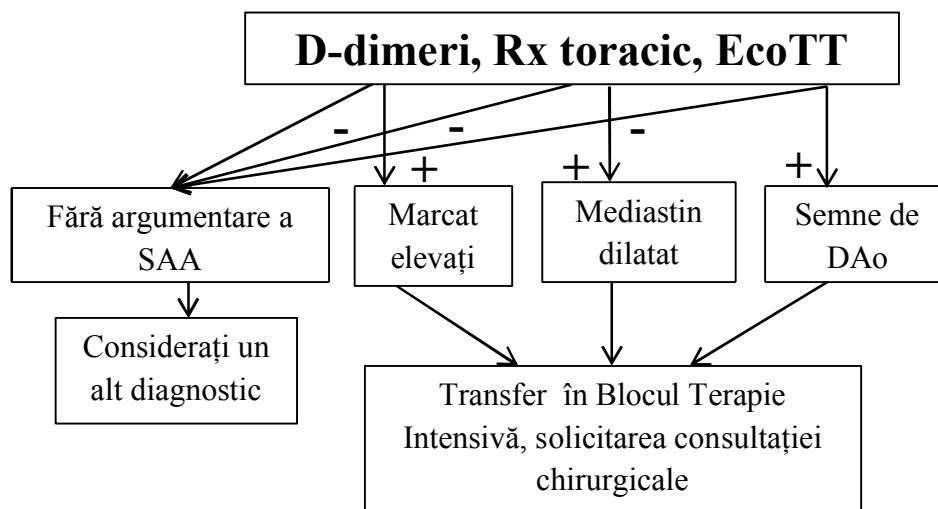 D-dimeri, Rx toracic, EcoTT
-
-
-
+
+
+
Fără argumentare a
SAA
Marcat
elevați
Mediastin
dilatat
Semne de
DAo
Considerați un
alt diagnostic
Transfer în Blocul Terapie
Intensivă, solicitarea consultației
chirurgicale